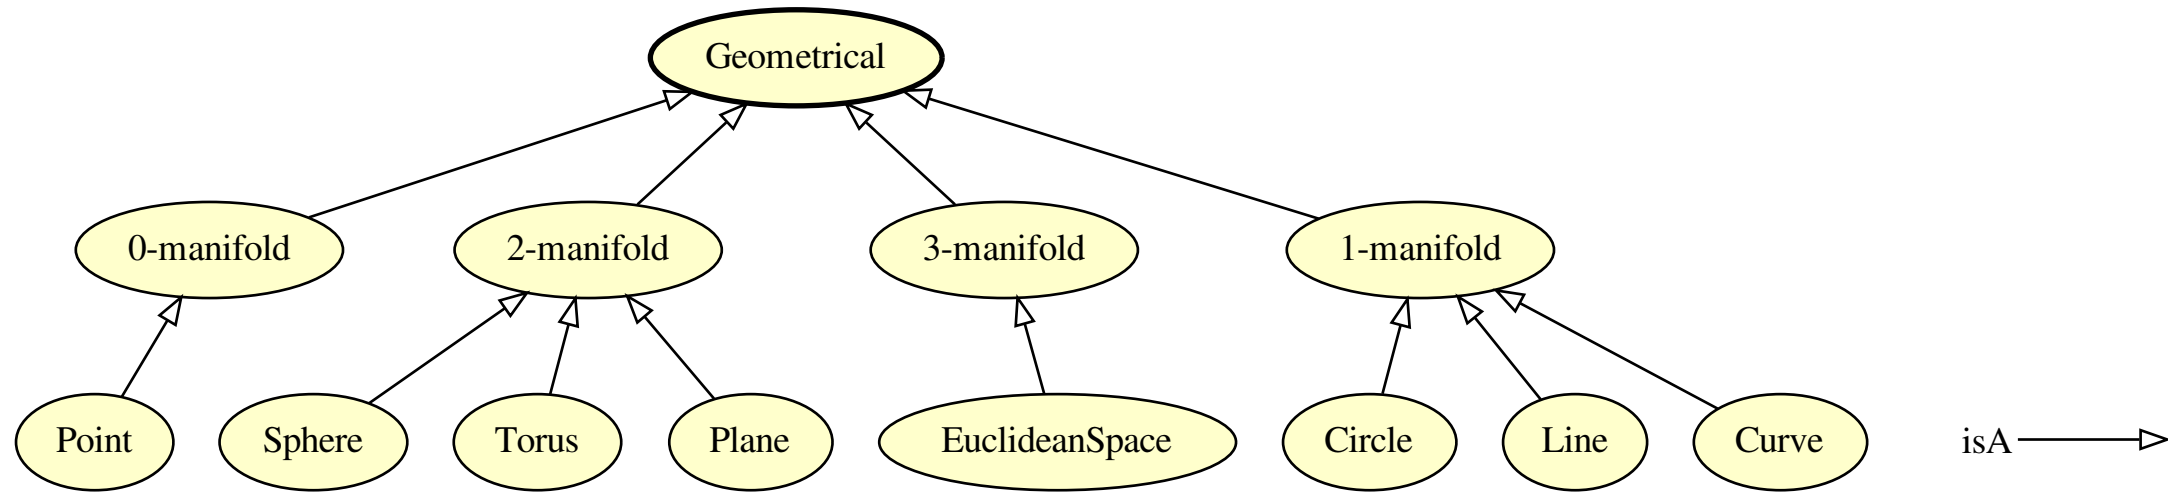 Geometrical
0-manifold
2-manifold
3-manifold
1-manifold
Point
Sphere
Torus
Plane
EuclideanSpace
Circle
Line
Curve
isA